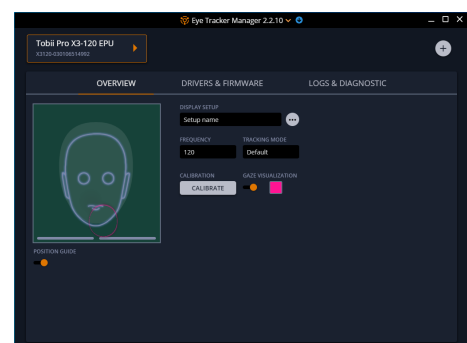 Eye Tracker Manager 2.2.10
Tobii Pro X3-120 EPU
X3120-030106514992
OVERVIEW
DRIVERS & FIRMWARE
LOGS & DIAGNOSTIC
DISPLAY SETUP
Setup name
FREQUENCY
TRACKING MODE
120
Default
CALIBRATION
GAZE VISUALIZATION
CALIBRATE
POSITION GUIDE